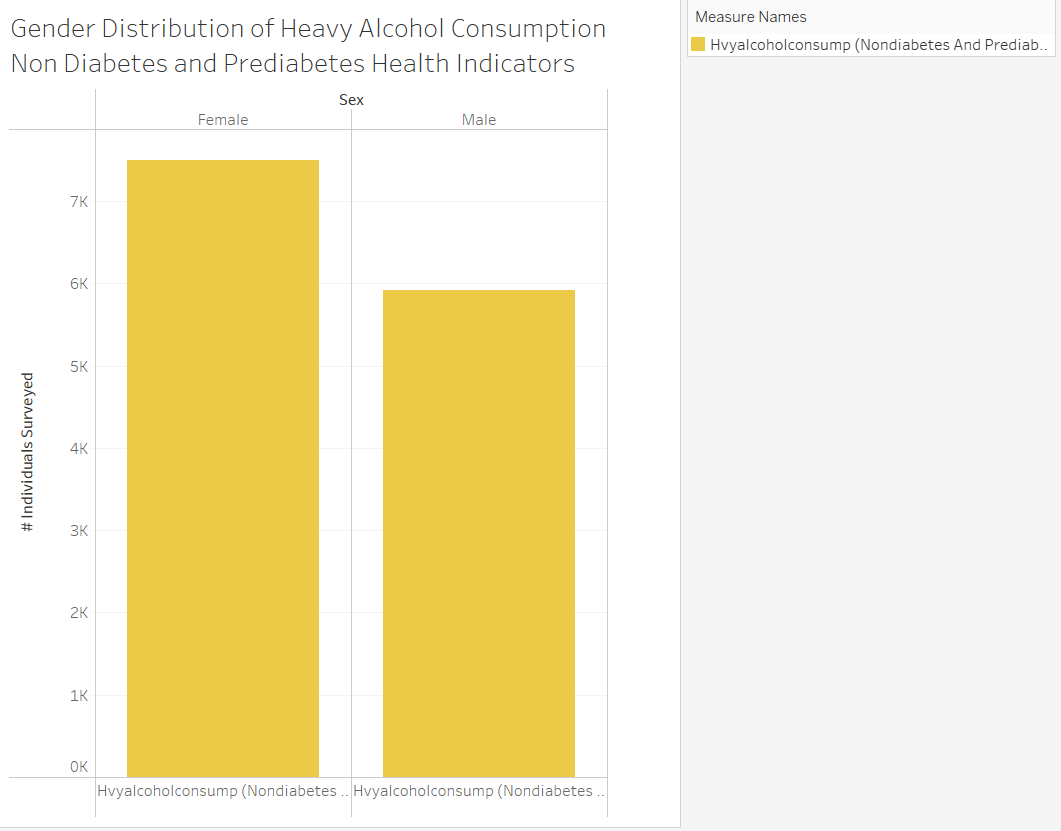 Gender Distribution of Heavy Alcohol Consumption
Non Diabetes and Prediabetes Health Indicators
Sex
Female
Male
7K
6K
5K
4K
3K
2K
1K
0K
# Individuals Surveyed
Hvyalcoholconsump (Nondiabetes ..
Hvyalcoholconsump (Nondiabetes ..
Measure Names
Hvyalcoholconsump (Nondiabetes And Prediab..